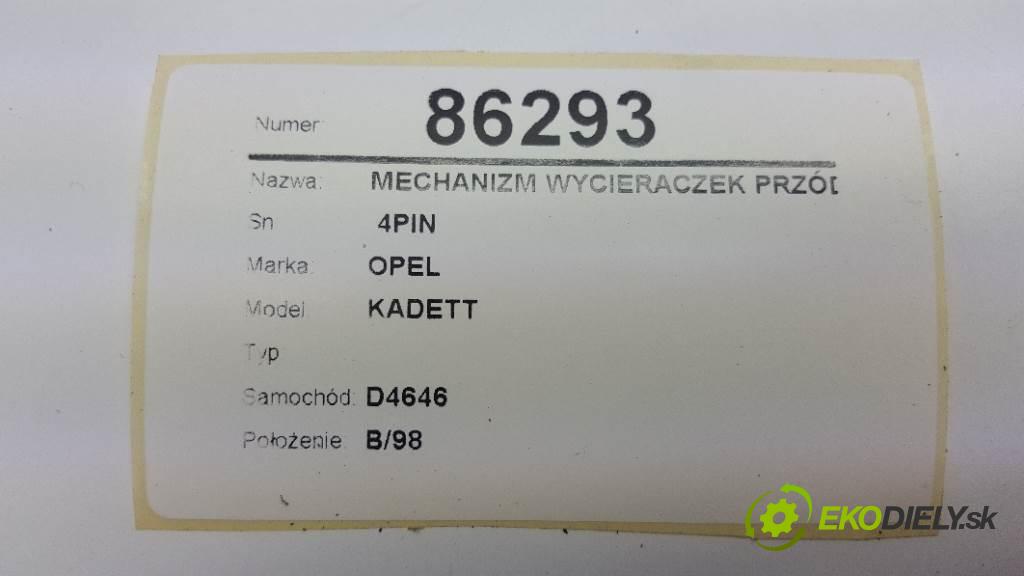 Numer: 86293
Nazwa: MECHANIZM WYCIERACZEK PRZÓD
Sn 4PIN
Marka: OPEL
Model KADETT
Typ
Samochód: D4646
Położenie: B/98
EKODIELY.sk